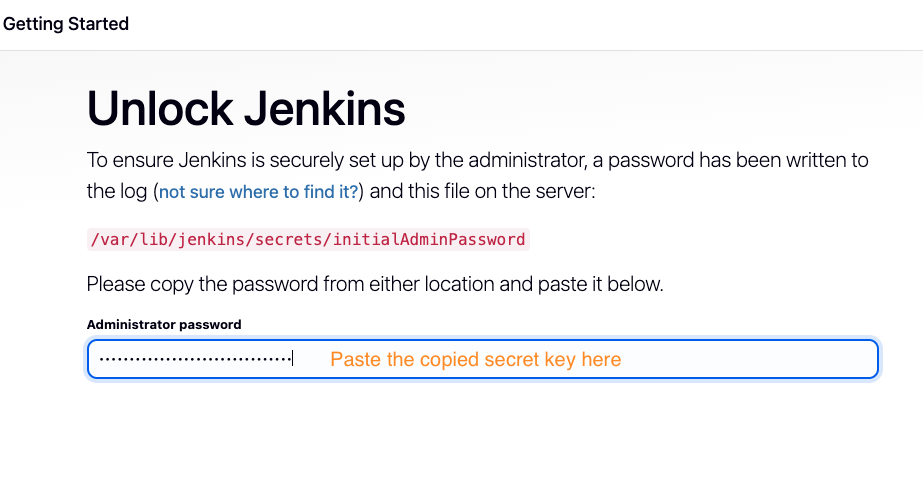 Getting Started
Unlock Jenkins
To ensure Jenkins is securely set up by the administrator, a password has been written to
the log (not sure where to find it?) and this file on the server:
/var/lib/jenkins/secrets/initialAdminPassword
Please copy the password from either location and paste it below.
Administrator password
Paste the copied secret key here